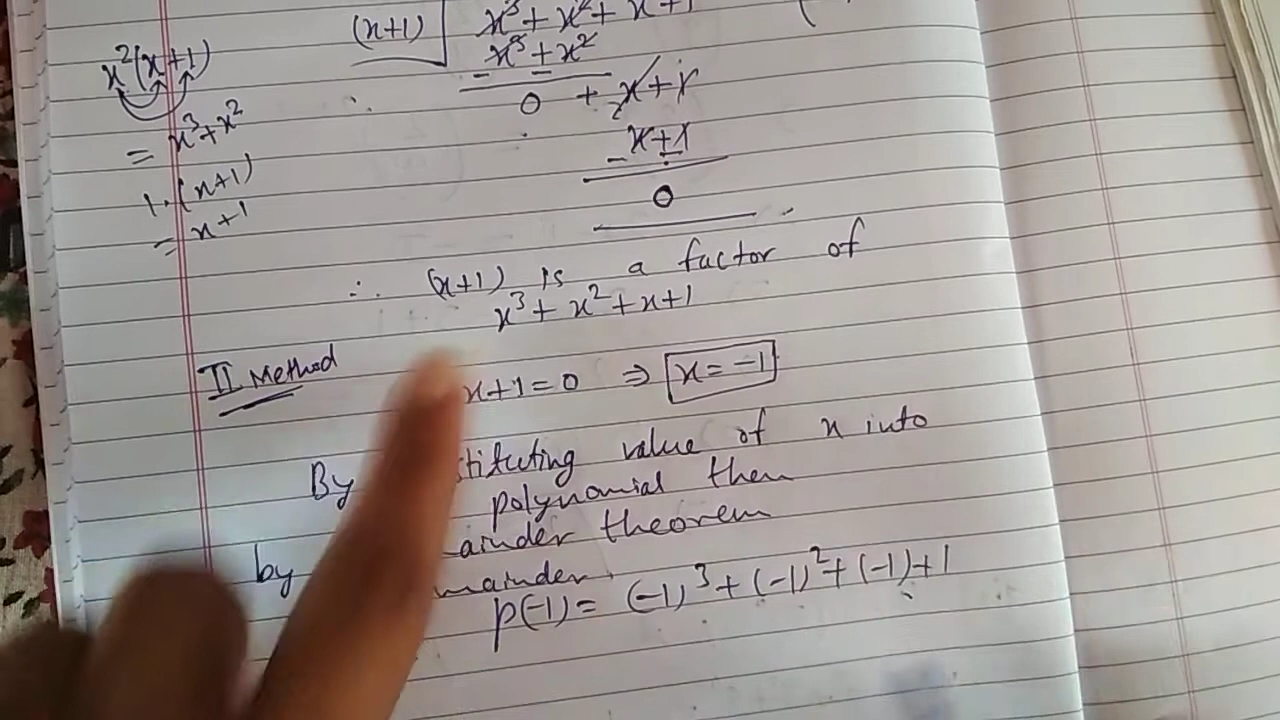 (x+1) x³ + x² + x + 1
x²(x+1)
x³ + x²
0 + x+1
= x³+x²
x+1
1.(x+1)
= x+1
0
∴ (x+1) is a factor of
x³ + x² + x+1
II Method
x+1=0 ⇒ x = -1
By stituting value of x into
polynomial then
by ainder theorem
mainder
p(-1) = (-1)³ + (-1)² + (-1) + 1